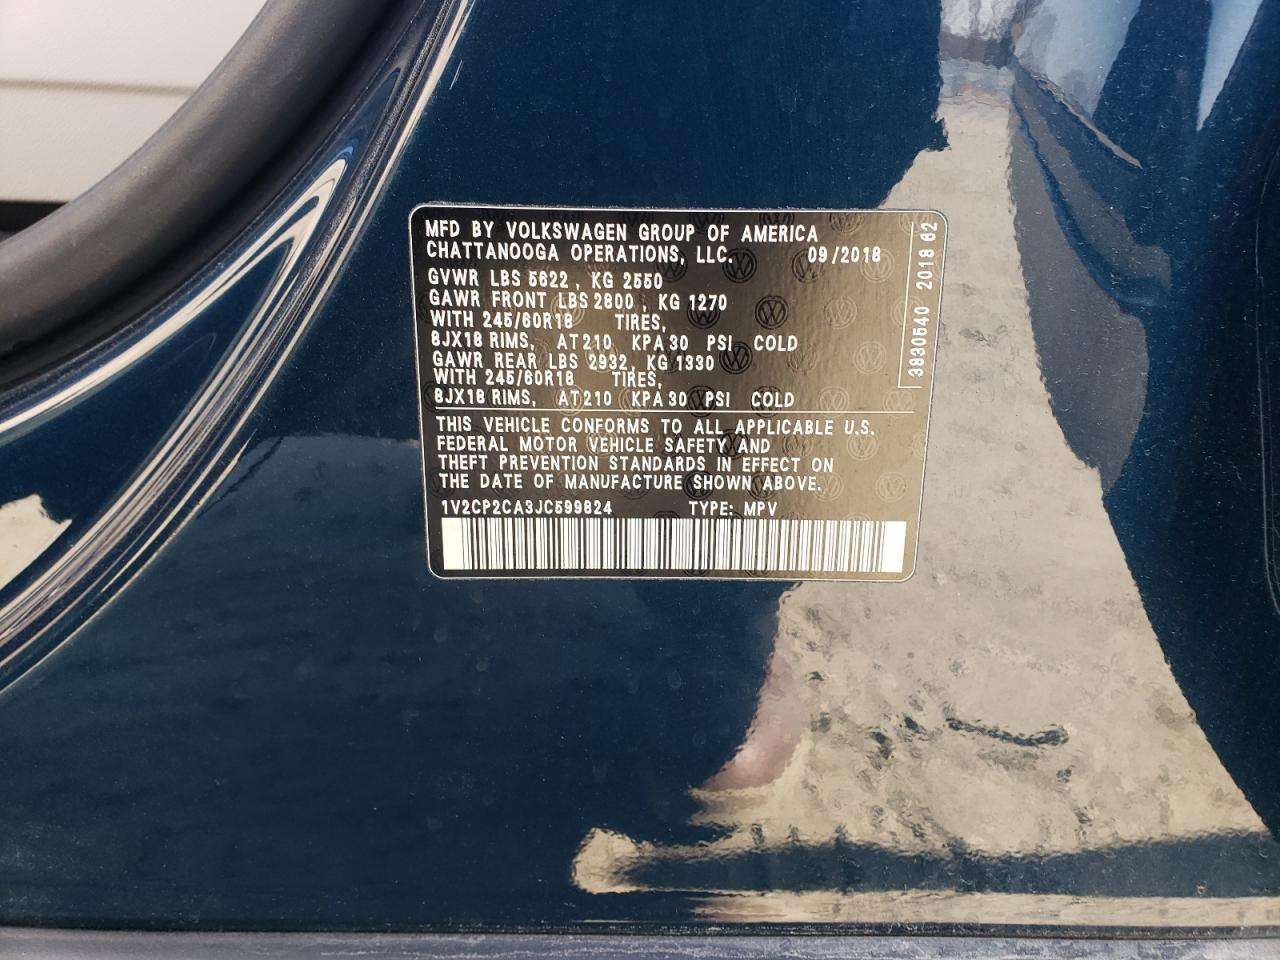 MFD BY VOLKSWAGEN GROUP OF AMERICA
CHATTANOOGA OPERATIONS, LLC. 09/2018
GVWR LBS 5622 , KG 2550
GAWR FRONT LBS 2800 , KG 1270
WITH 245/60R18 TIRES,
8JX18 RIMS, AT 210 KPA 30 PSI COLD
GAWR REAR LBS 2932, KG 1330
WITH 245/60R18 TIRES,
8JX18 RIMS, AT 210 KPA 30 PSI COLD
THIS VEHICLE CONFORMS TO ALL APPLICABLE U.S.
FEDERAL MOTOR VEHICLE SAFETY AND
THEFT PREVENTION STANDARDS IN EFFECT ON
THE DATE OF MANUFACTURE SHOWN ABOVE.
1V2CP2CA3JC599824 TYPE: MPV
3830540 2018 62